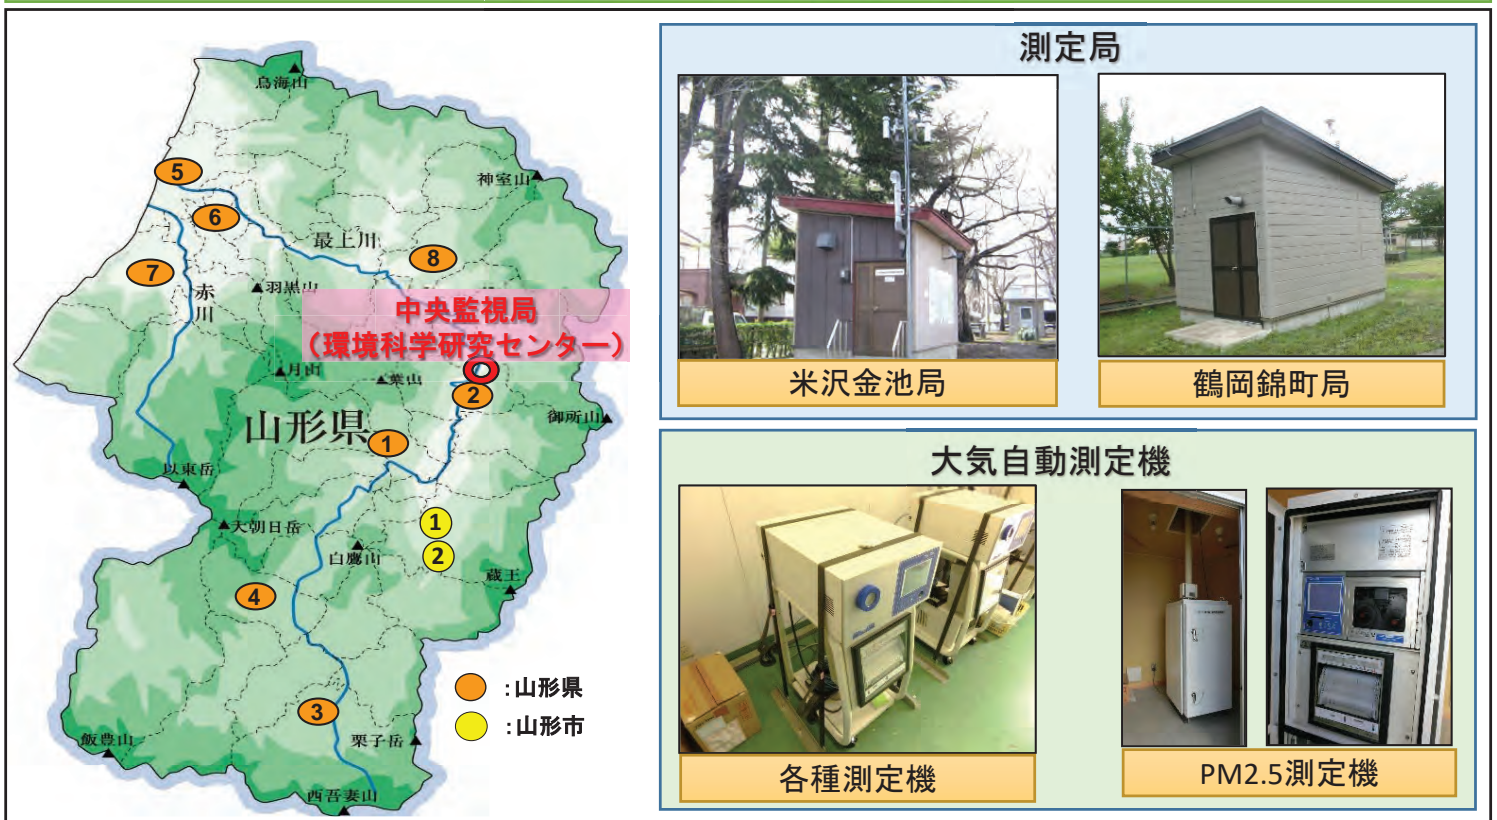 鳥海山
神室山
5
6
最上川
8
7
赤川
羽黒山
中央監視局
(環境科学研究センター)
月山
葉山
2
御所山
山形県
1
以東岳
大朝日岳
1
白鷹山
2
蔵王
4
:山形県
3
:山形市
飯豊山
栗子岳
西吾妻山
測定局
米沢金池局
鶴岡錦町局
大気自動測定機
各種測定機
PM2.5測定機